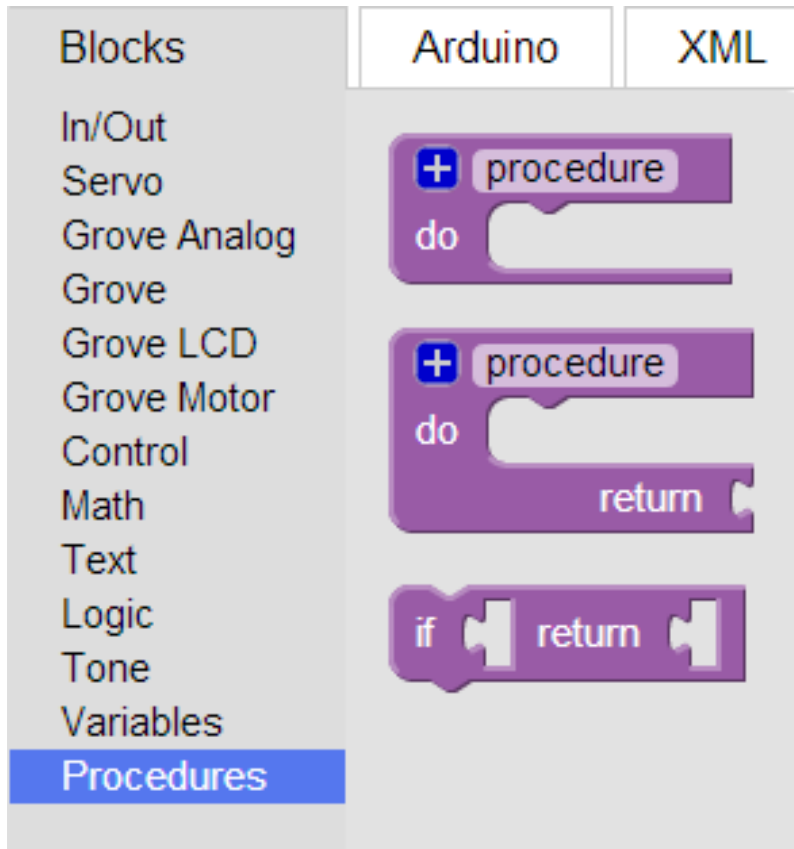 Blocks
Arduino
XML
In/Out
Servo
Grove Analog
Grove
Grove LCD
Grove Motor
Control
Math
Text
Logic
Tone
Variables
Procedures
procedure
do
procedure
do
return
if return